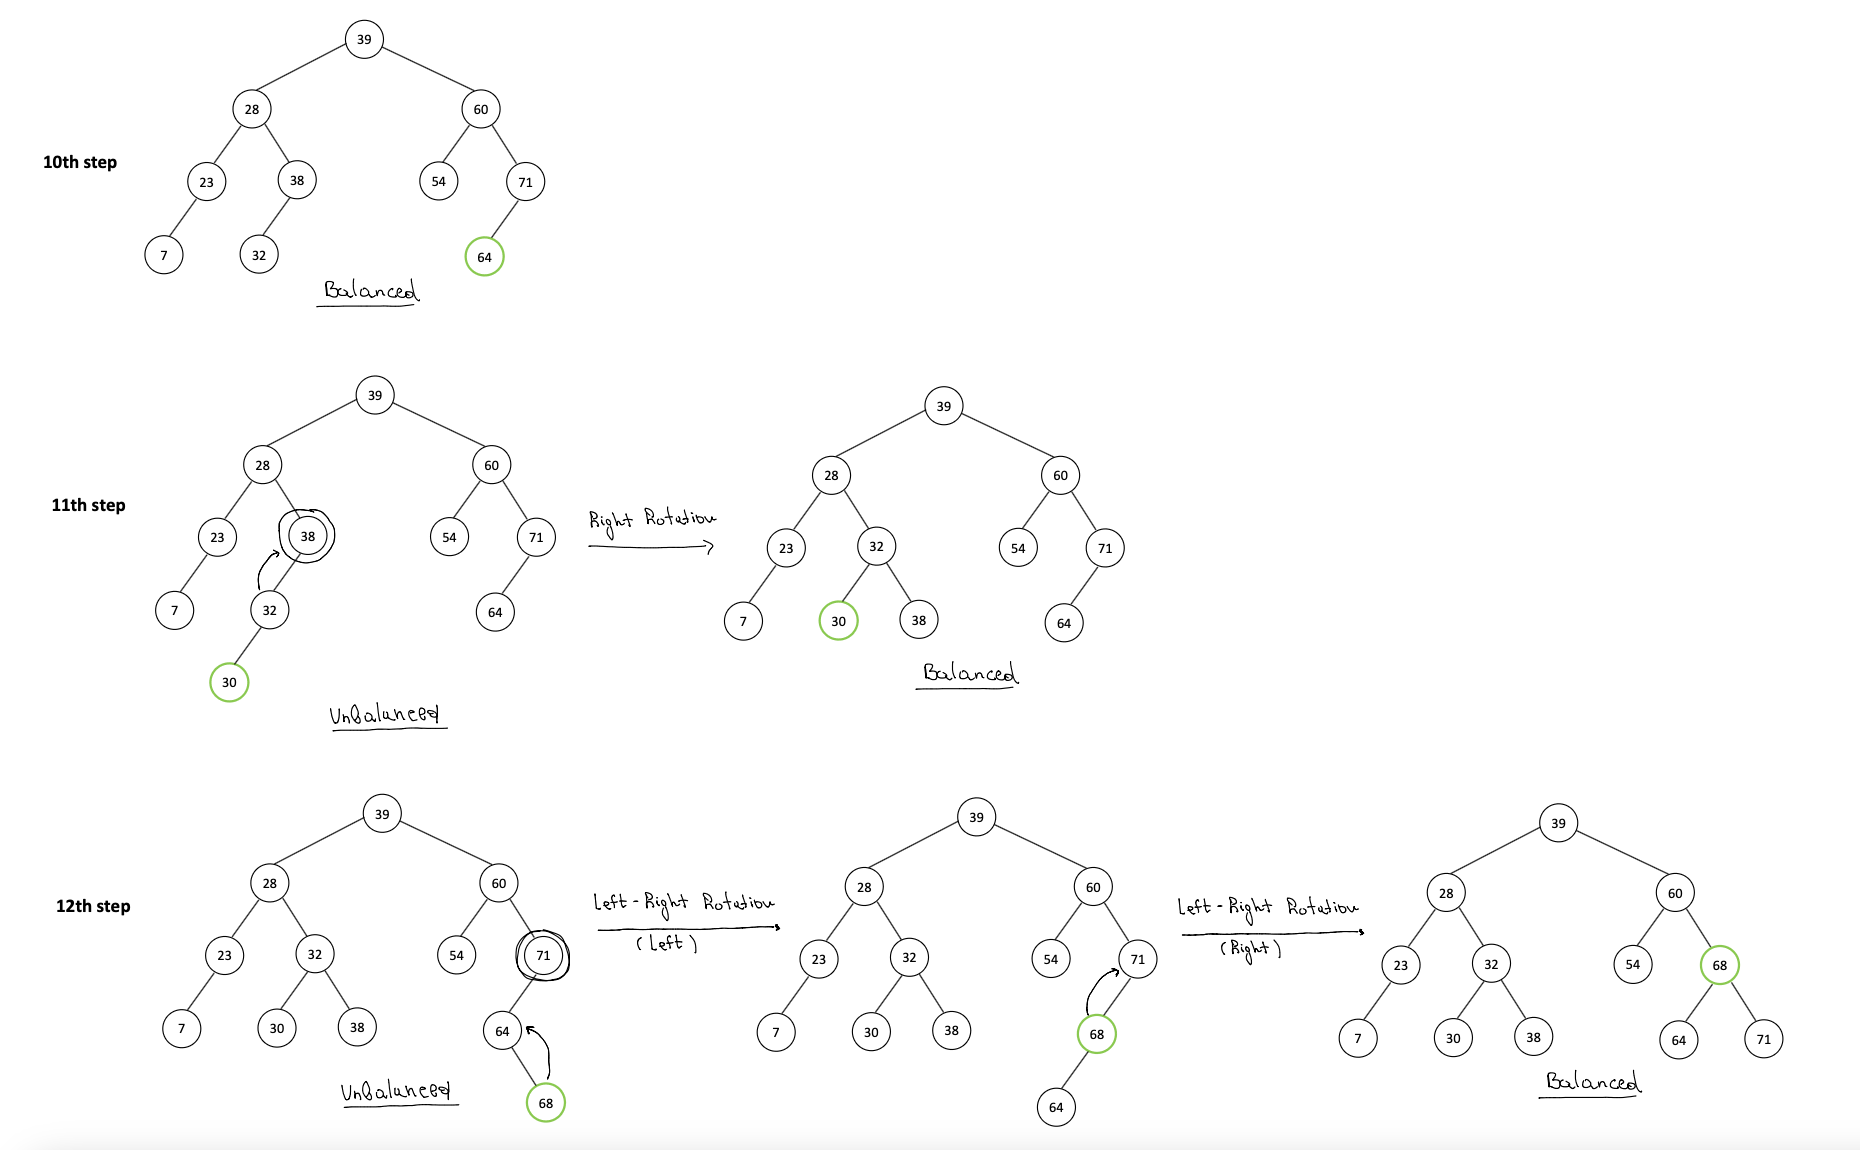 39
28 60
10th step
23 38 54 71
7 32 64
Balanced
39 39
28 60 28 60
11th step
23 38 54 71 Right Rotation 23 32 54 71
7 32 64 7 30 38 64
30
Balanced
Unbalanced
39 39 39
28 60 28 60 28 60
12th step
Left-Right Rotation
(Left)
Left-Right Rotation
(Right)
23 32 54 71 23 32 54 71 23 32 54 68
7 30 38 64 7 30 38 68 7 30 38 64 71
Unbalanced 68 64 Balanced